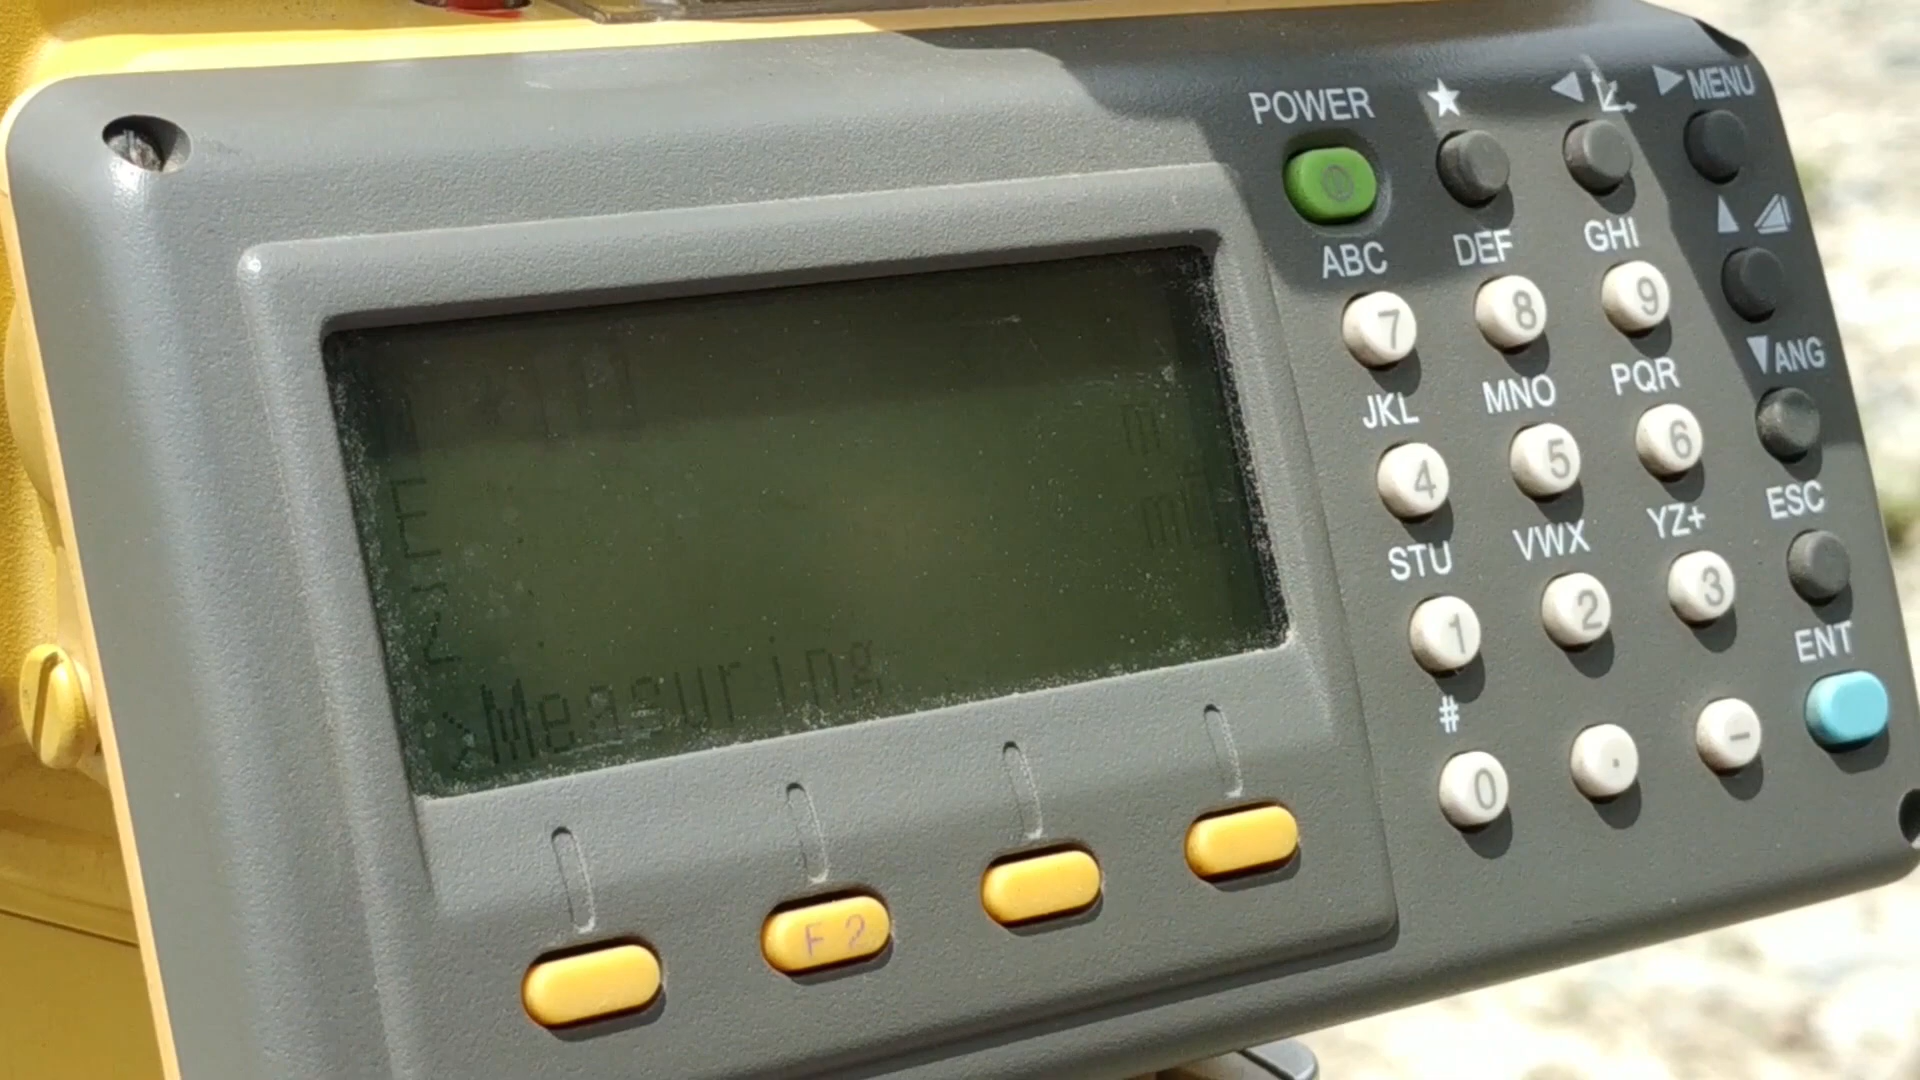 POWER
★
◀ ▶ MENU
ABC DEF GHI ▲
7 8 9
▼ANG
JKL MNO PQR
m
4 5 6
E m
ESC
STU VWX YZ+
Z
1 2 3
ENT
>Measuring
#
0 . -
F2